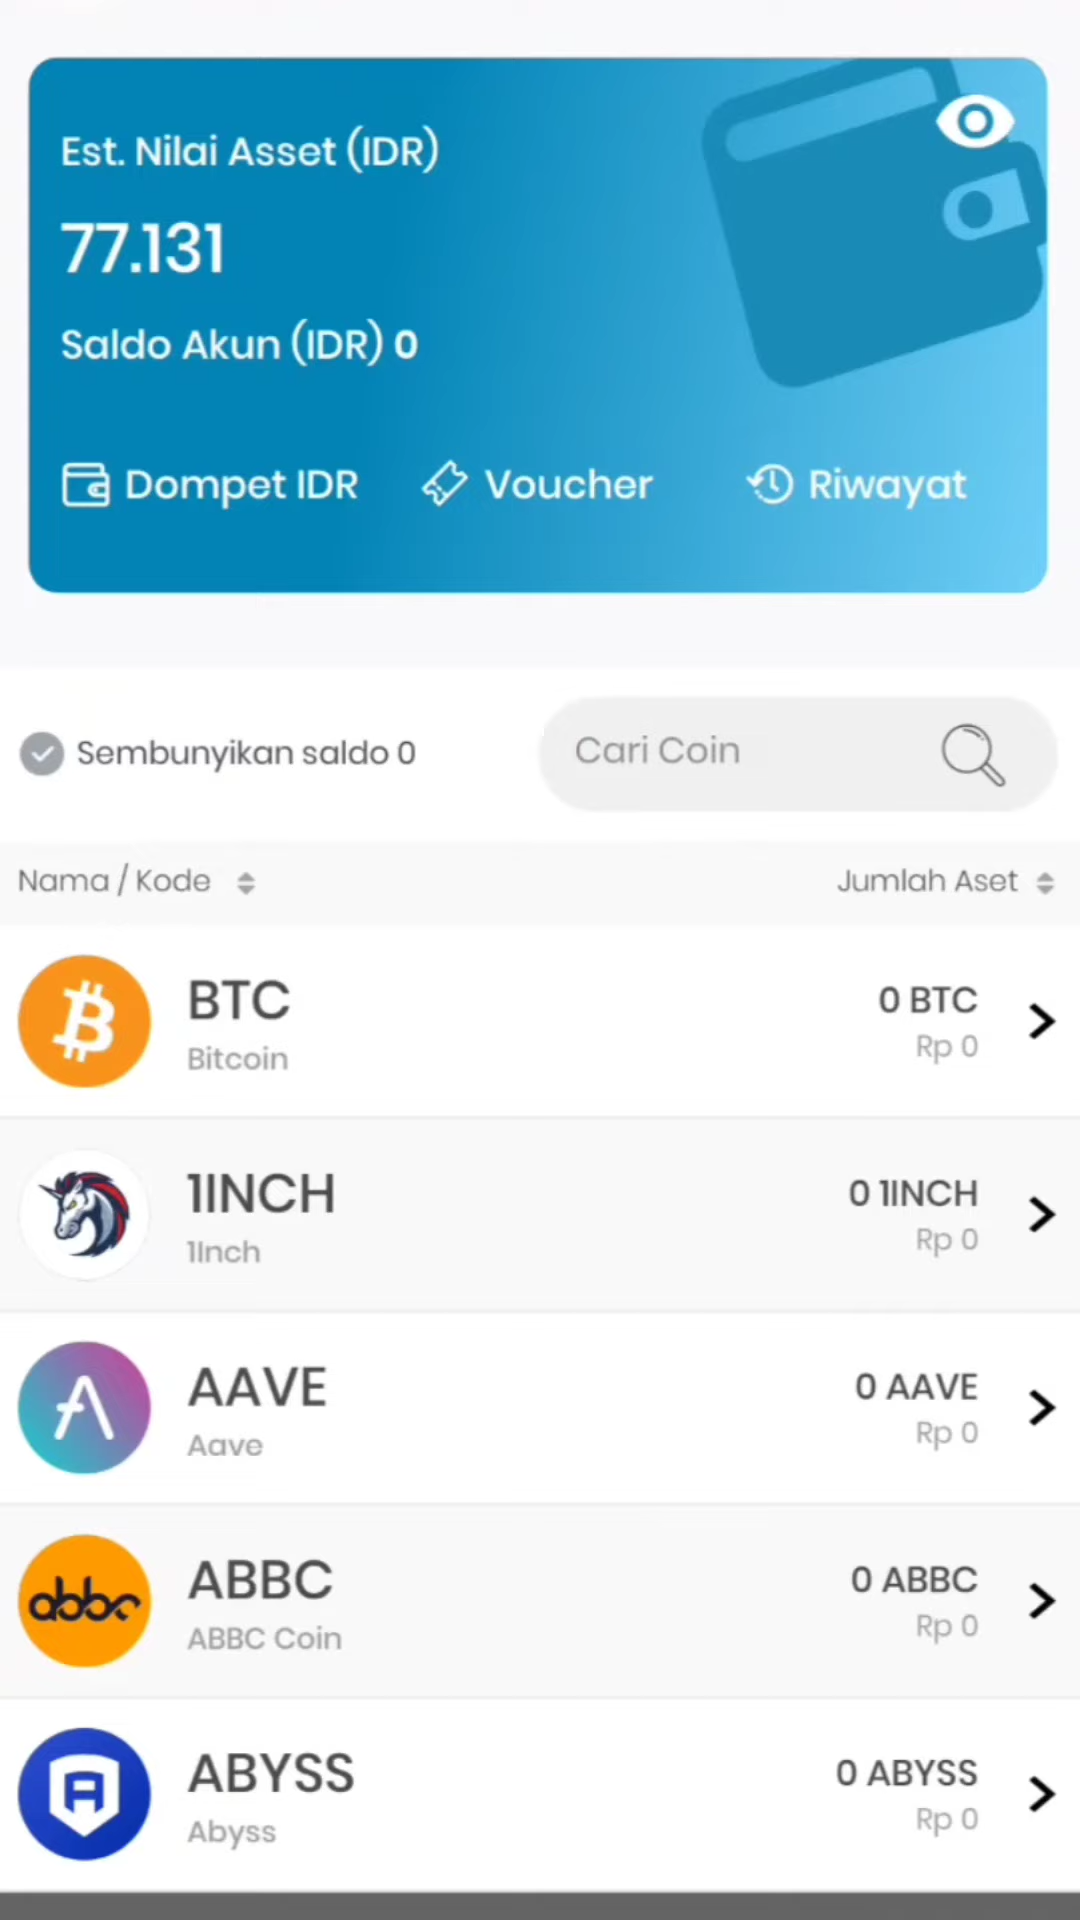 Est. Nilai Asset (IDR)
77.131
Saldo Akun (IDR) 0
Dompet IDR
Voucher
Riwayat
Sembunyikan saldo 0
Cari Coin
Nama / Kode
Jumlah Aset
BTC
0 BTC
Bitcoin
Rp 0
1INCH
0 1INCH
1Inch
Rp 0
AAVE
0 AAVE
Aave
Rp 0
abbc
ABBC
0 ABBC
ABBC Coin
Rp 0
ABYSS
0 ABYSS
Abyss
Rp 0